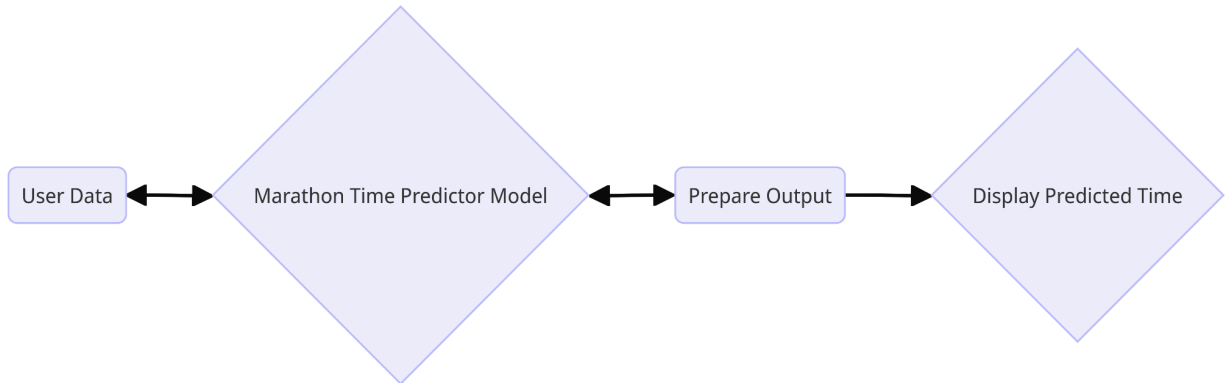 User Data
Marathon Time Predictor Model
Prepare Output
Display Predicted Time